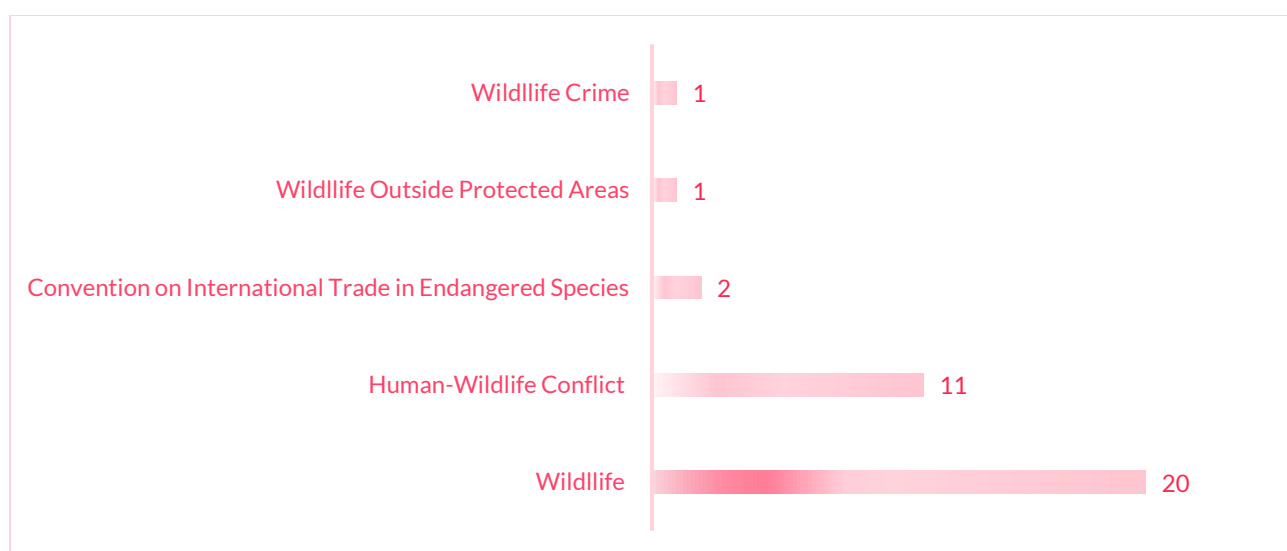 Wildllife Crime 1
Wildllife Outside Protected Areas 1
Convention on International Trade in Endangered Species 2
Human-Wildlife Conflict 11
Wildllife 20